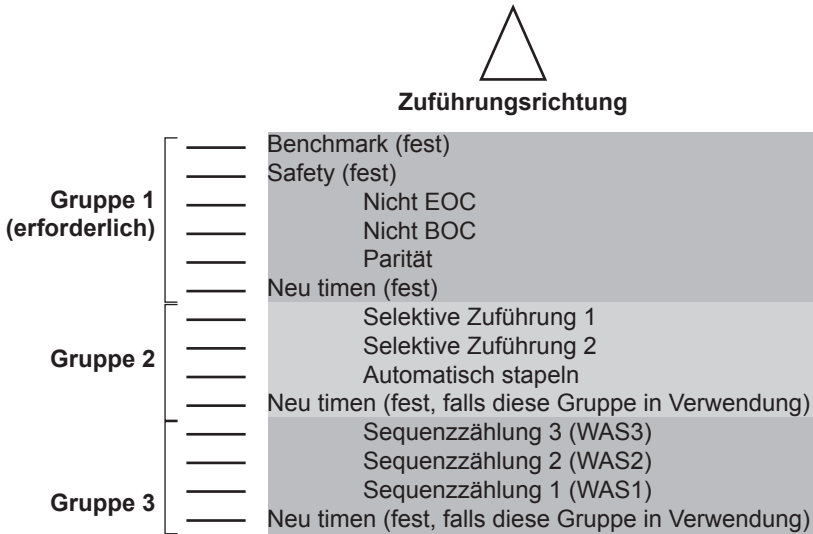 Zuführungsrichtung
Benchmark (fest)
Safety (fest)
Gruppe 1
(erforderlich)
Nicht EOC
Nicht BOC
Parität
Neu timen (fest)
Selektive Zuführung 1
Gruppe 2
Selektive Zuführung 2
Automatisch stapeln
Neu timen (fest, falls diese Gruppe in Verwendung)
Sequenzzählung 3 (WAS3)
Sequenzzählung 2 (WAS2)
Gruppe 3
Sequenzzählung 1 (WAS1)
Neu timen (fest, falls diese Gruppe in Verwendung)